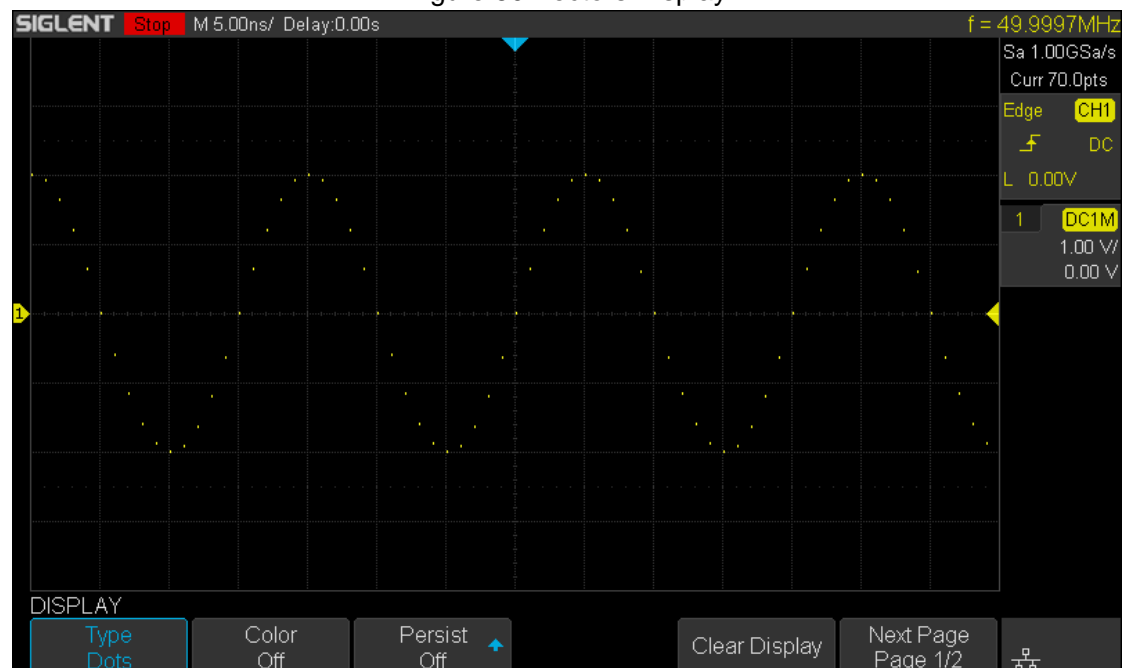 SIGLENT Stop M 5.00ns/ Delay:0.00s f = 49.9997MHz
Sa 1.00GSa/s
Curr 70.0pts
Edge CH1
DC
L 0.00V
1 DC1M
1.00 V/
0.00 V
1
DISPLAY
Type Color Persist Clear Display Next Page
Dots Off Off Page 1/2